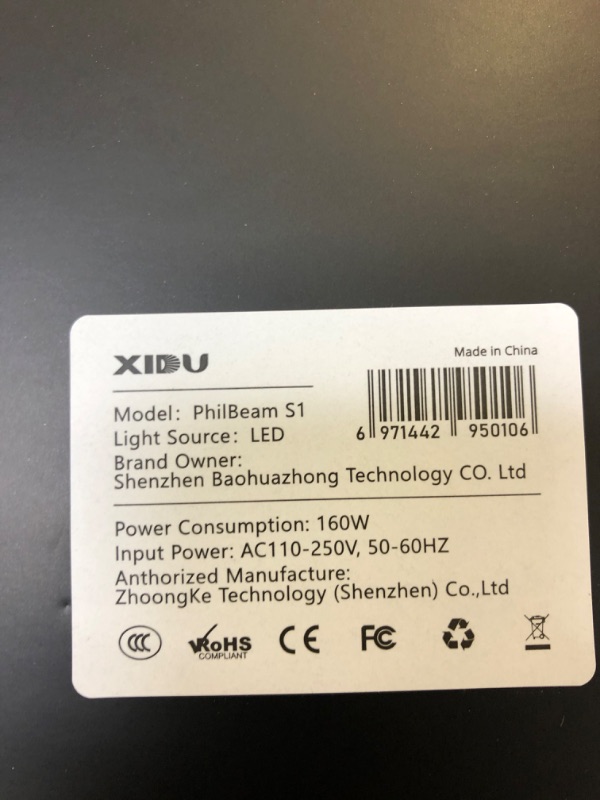 XIDU
Made in China
6 971442 950106
Model: PhilBeam S1
Light Source: LED
Brand Owner:
Shenzhen Baohuazhong Technology CO. Ltd
Power Consumption: 160W
Input Power: AC110-250V, 50-60HZ
Anthorized Manufacture:
ZhoongKe Technology (Shenzhen) Co.,Ltd
CCC RoHS CE FC
COMPLIANT